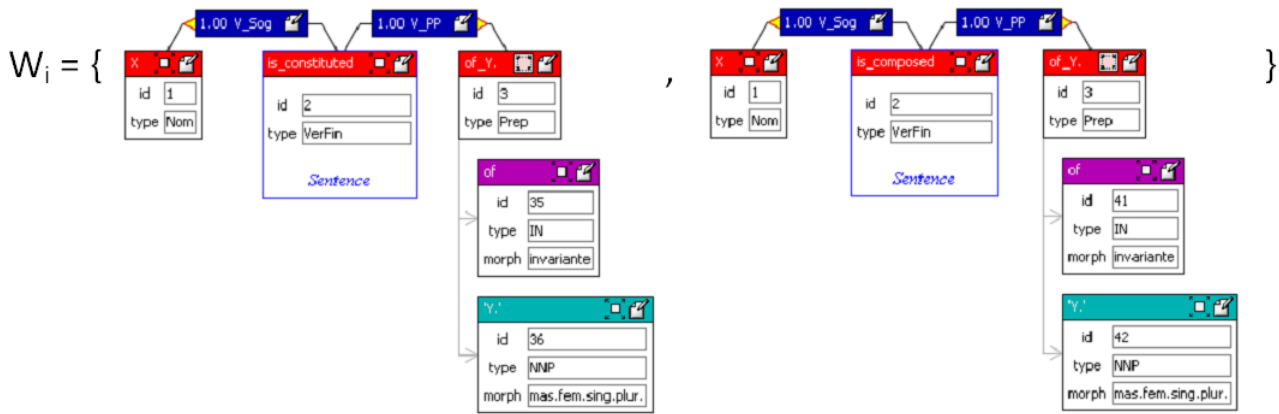 W_i = { , }
1.00 V_Sog 1.00 V_PP
X is_constituted of_Y.
id 1 id 2 id 3
type Nom type VerFin type Prep
Sentence
of
id 35
type IN
morph invariante
'Y.'
id 36
type NNP
morph mas.fem.sing.plur.
1.00 V_Sog 1.00 V_PP
X is_composed of_Y.
id 1 id 2 id 3
type Nom type VerFin type Prep
Sentence
of
id 41
type IN
morph invariante
'Y.'
id 42
type NNP
morph mas.fem.sing.plur.